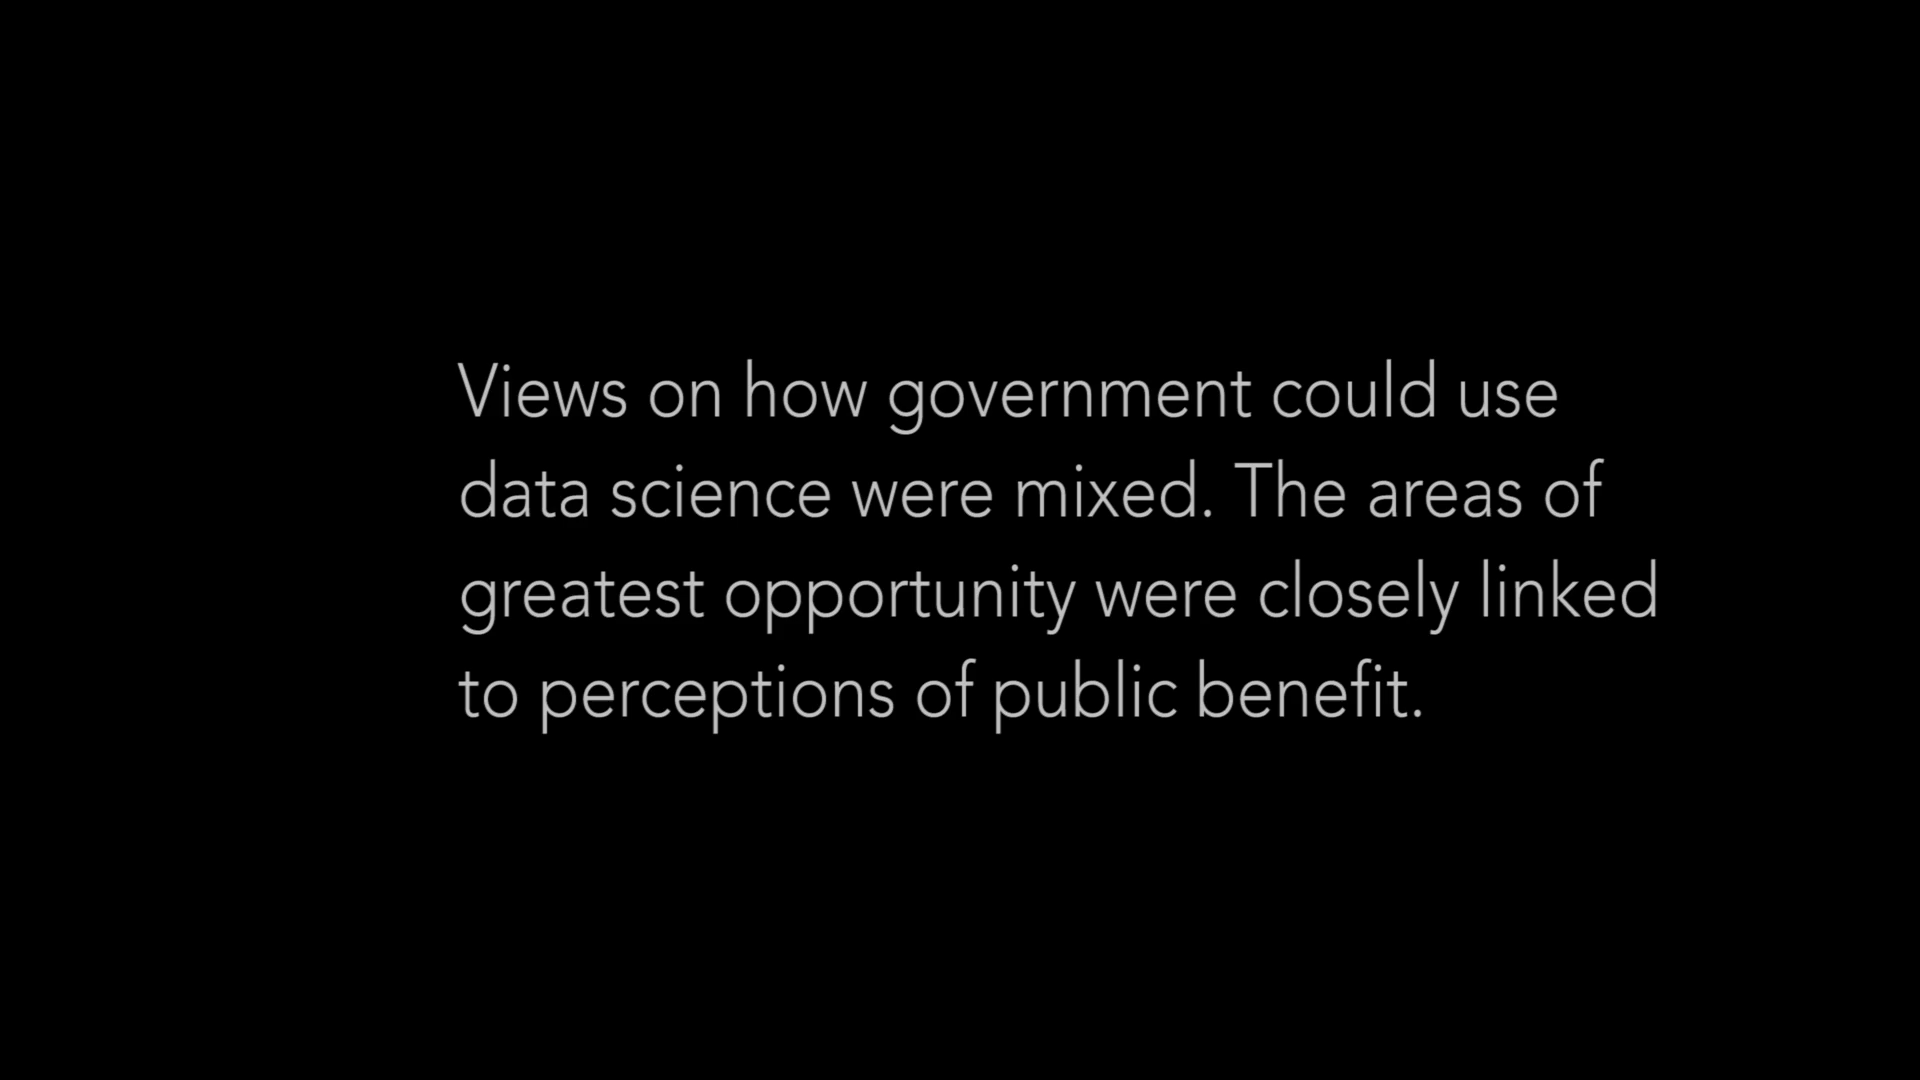 Views on how government could use
data science were mixed. The areas of
greatest opportunity were closely linked
to perceptions of public benefit.